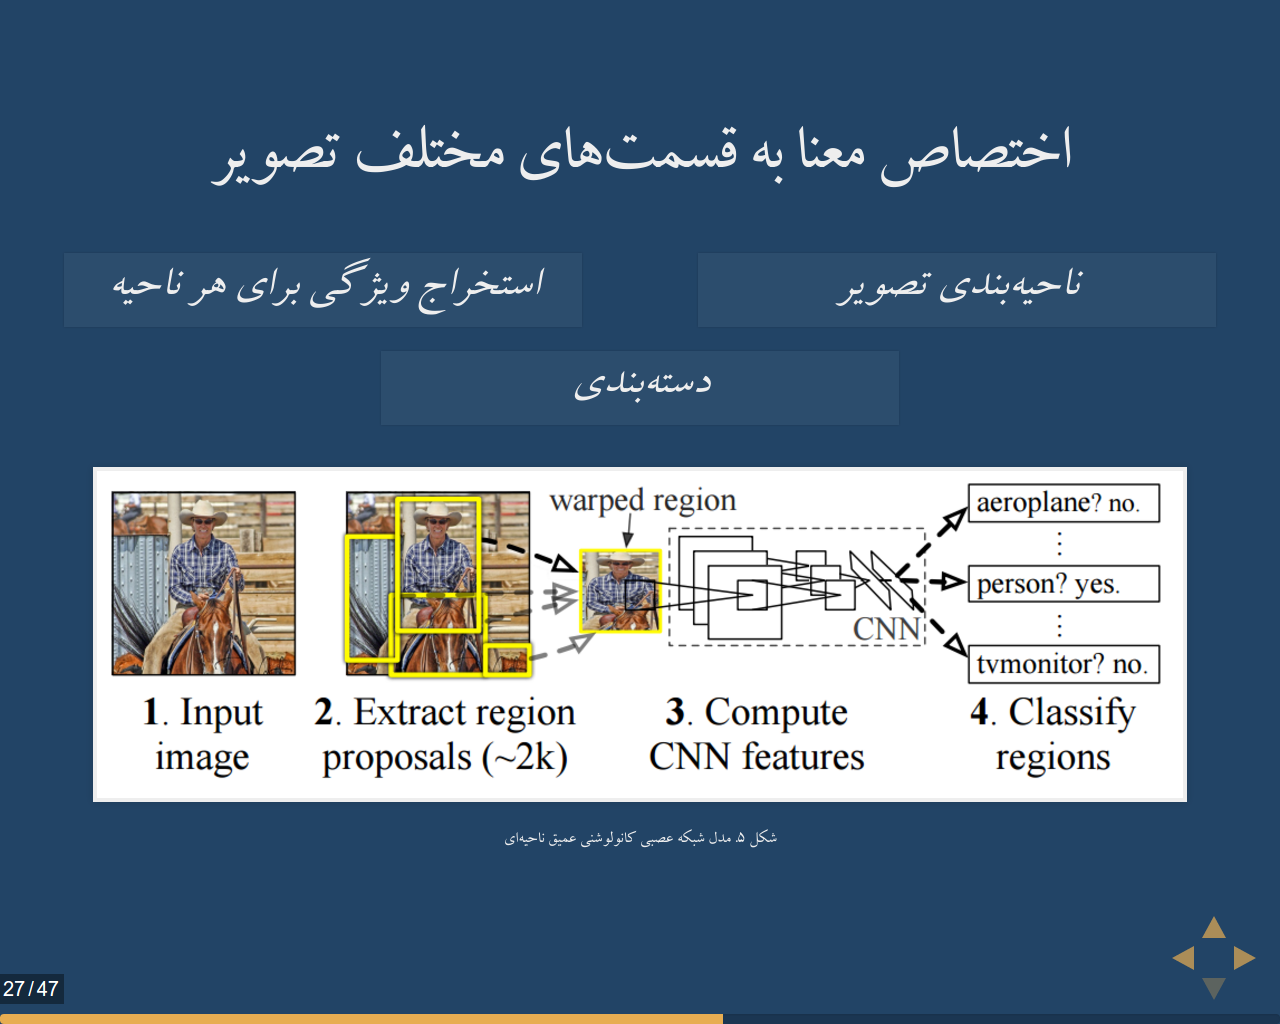 اختصاص معنا به قسمت‌های مختلف تصویر
ناحیه‌بندی تصویر
استخراج ویژگی برای هر ناحیه
دسته‌بندی
warped region
CNN
aeroplane? no.
person? yes.
tvmonitor? no.
1. Input
image
2. Extract region
proposals (~2k)
3. Compute
CNN features
4. Classify
regions
شکل ۵. مدل شبکه عصبی کانولوشنی عمیق ناحیه‌ای
27/47